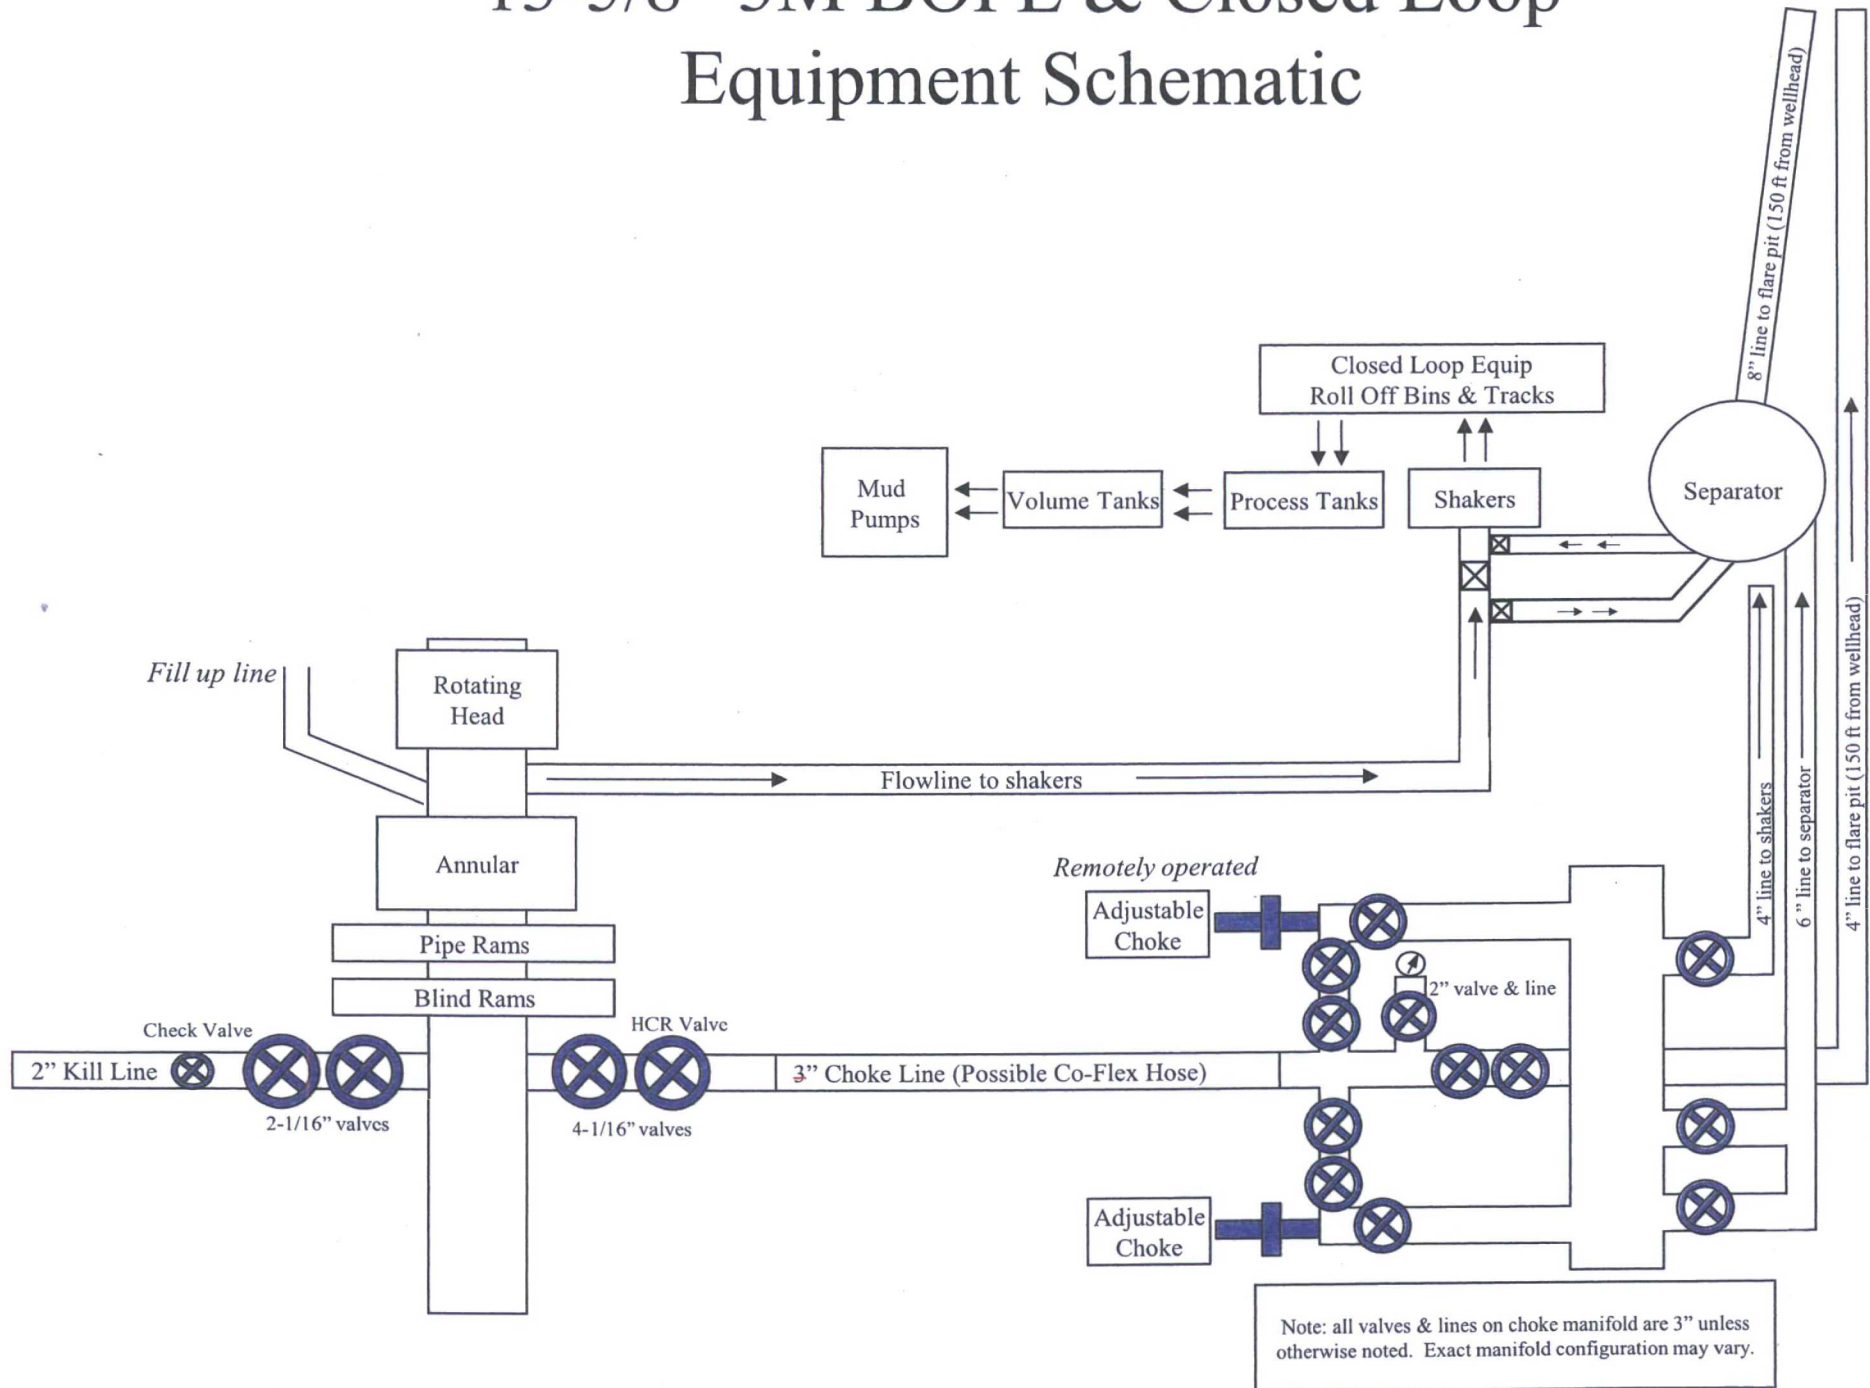 BOPE & Closed Loop
Equipment Schematic
8” line to flare pit (150 ft from wellhead)
Closed Loop Equip
Roll Off Bins & Tracks
Mud
Pumps
Volume Tanks
Process Tanks
Shakers
Separator
Fill up line
Rotating
Head
Flowline to shakers
Annular
Pipe Rams
Blind Rams
Check Valve
HCR Valve
2” Kill Line
3” Choke Line (Possible Co-Flex Hose)
2-1/16” valves
4-1/16” valves
Remotely operated
Adjustable
Choke
2” valve & line
Adjustable
Choke
4” line to shakers
6 ” line to separator
4” line to flare pit (150 ft from wellhead)
Note: all valves & lines on choke manifold are 3” unless
otherwise noted. Exact manifold configuration may vary.